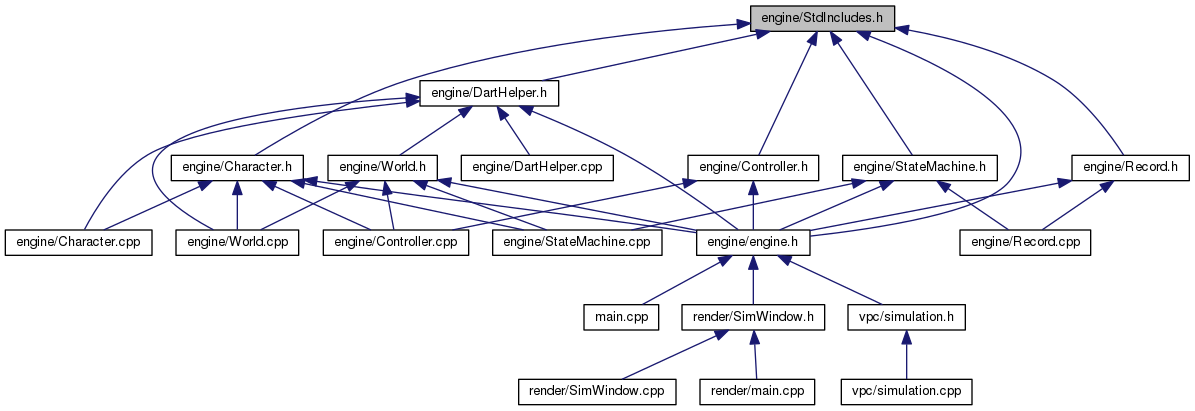 engine/StdIncludes.h
engine/DartHelper.h
engine/Character.h
engine/World.h
engine/DartHelper.cpp
engine/Controller.h
engine/StateMachine.h
engine/Record.h
engine/Character.cpp
engine/World.cpp
engine/Controller.cpp
engine/StateMachine.cpp
engine/engine.h
engine/Record.cpp
main.cpp
render/SimWindow.h
vpc/simulation.h
render/SimWindow.cpp
render/main.cpp
vpc/simulation.cpp